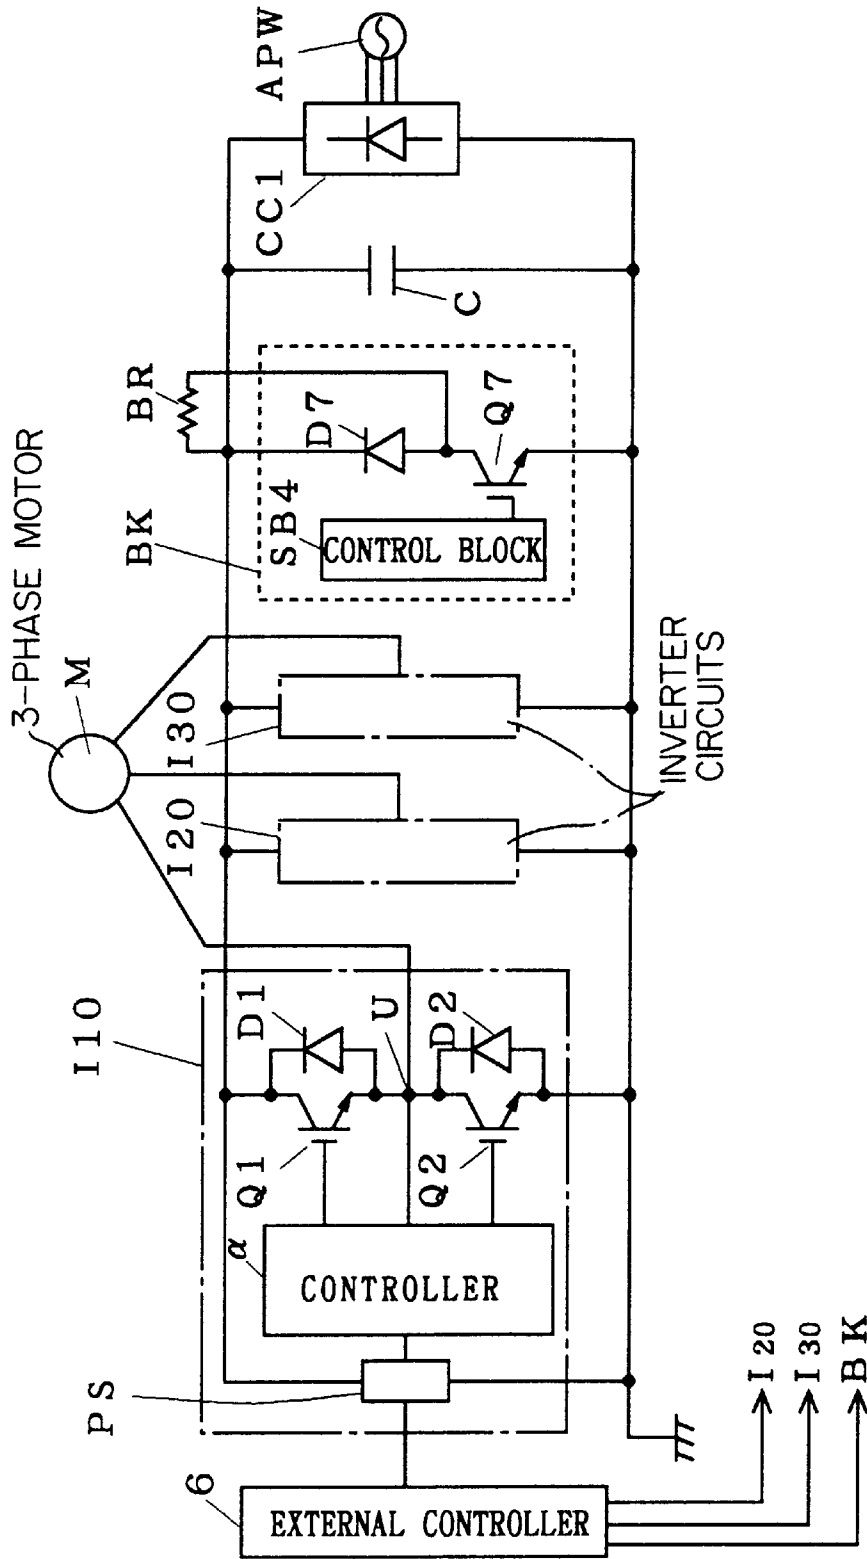 3-PHASE MOTOR
M
APW
CC1
C
BR
BK
D7
Q7
SB4
CONTROL BLOCK
I30
I20
INVERTER
CIRCUITS
I10
D1
U
D2
Q1
Q2
α
CONTROLLER
PS
6
EXTERNAL CONTROLLER
I20
I30
BK